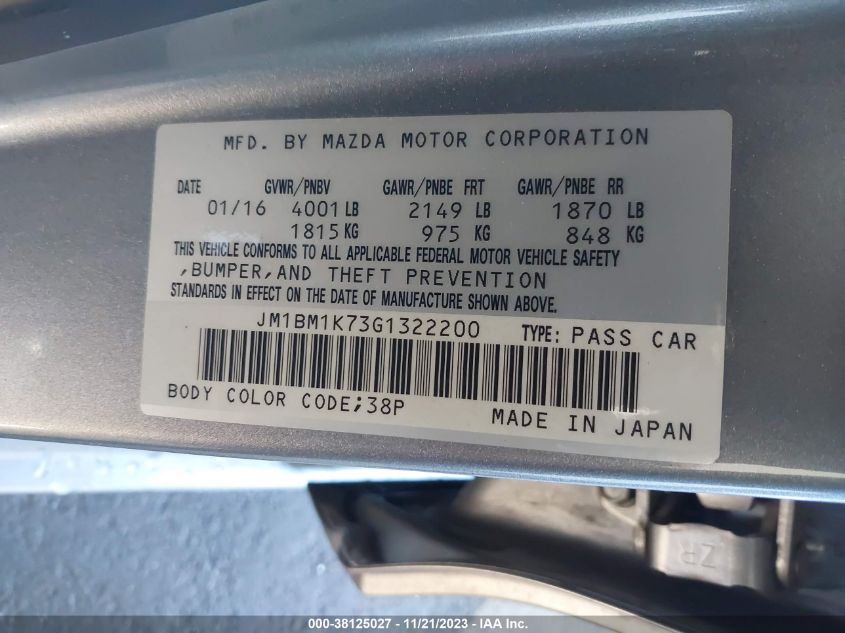 MFD. BY MAZDA MOTOR CORPORATION
DATE GVWR/PNBV GAWR/PNBE FRT GAWR/PNBE RR
01/16 4001 LB 2149 LB 1870 LB
1815 KG 975 KG 848 KG
THIS VEHICLE CONFORMS TO ALL APPLICABLE FEDERAL MOTOR VEHICLE SAFETY
,BUMPER,AND THEFT PREVENTION
STANDARDS IN EFFECT ON THE DATE OF MANUFACTURE SHOWN ABOVE.
JM1BM1K73G1322200 TYPE: PASS CAR
BODY COLOR CODE;38P
MADE IN JAPAN
ZR
000-38125027 - 11/21/2023 - IAA Inc.